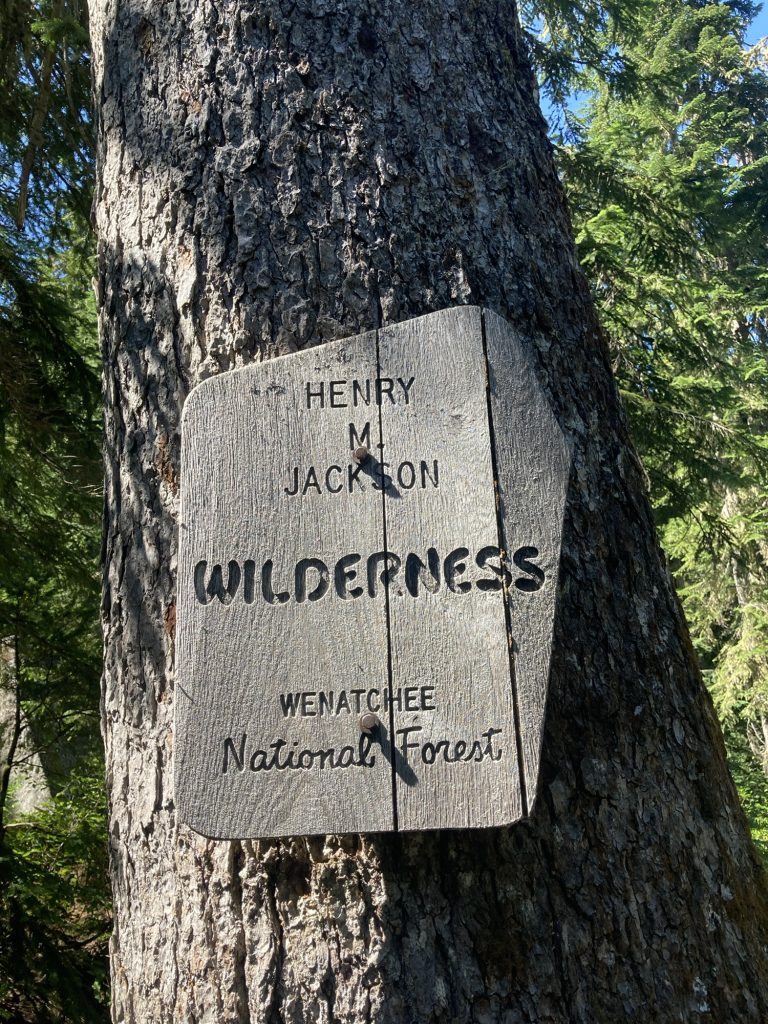 HENRY
M.
JACKSON
WILDERNESS
WENATCHEE
National Forest